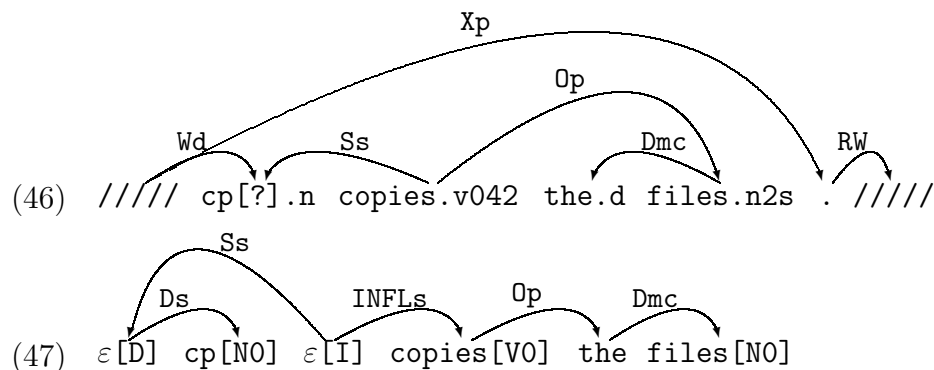 Xp
Op
Wd Ss Dmc RW
(46) ///// cp[?].n copies.v042 the.d files.n2s . /////
Ss
Ds INFLs Op Dmc
(47) ε[D] cp[N0] ε[I] copies[V0] the files[N0]